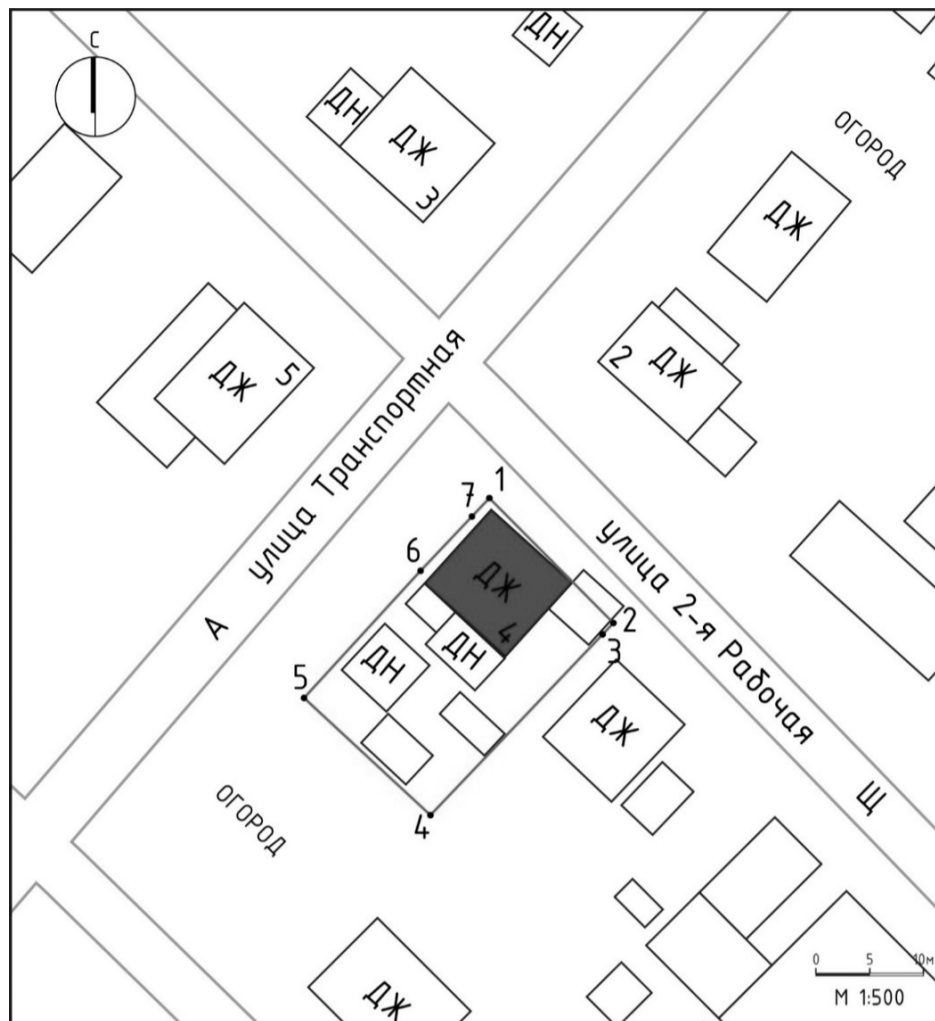 С
ДН
ДН
ДЖ
3
ОГОРОД
ДЖ
ДЖ
5
2
ДЖ
улица Транспортная
А
1
7
6
ДЖ
4
ДН
ДН
2
3
улица 2-я Рабочая
5
ДЖ
Щ
ОГОРОД
4
ДЖ
0 5 10м
М 1:500